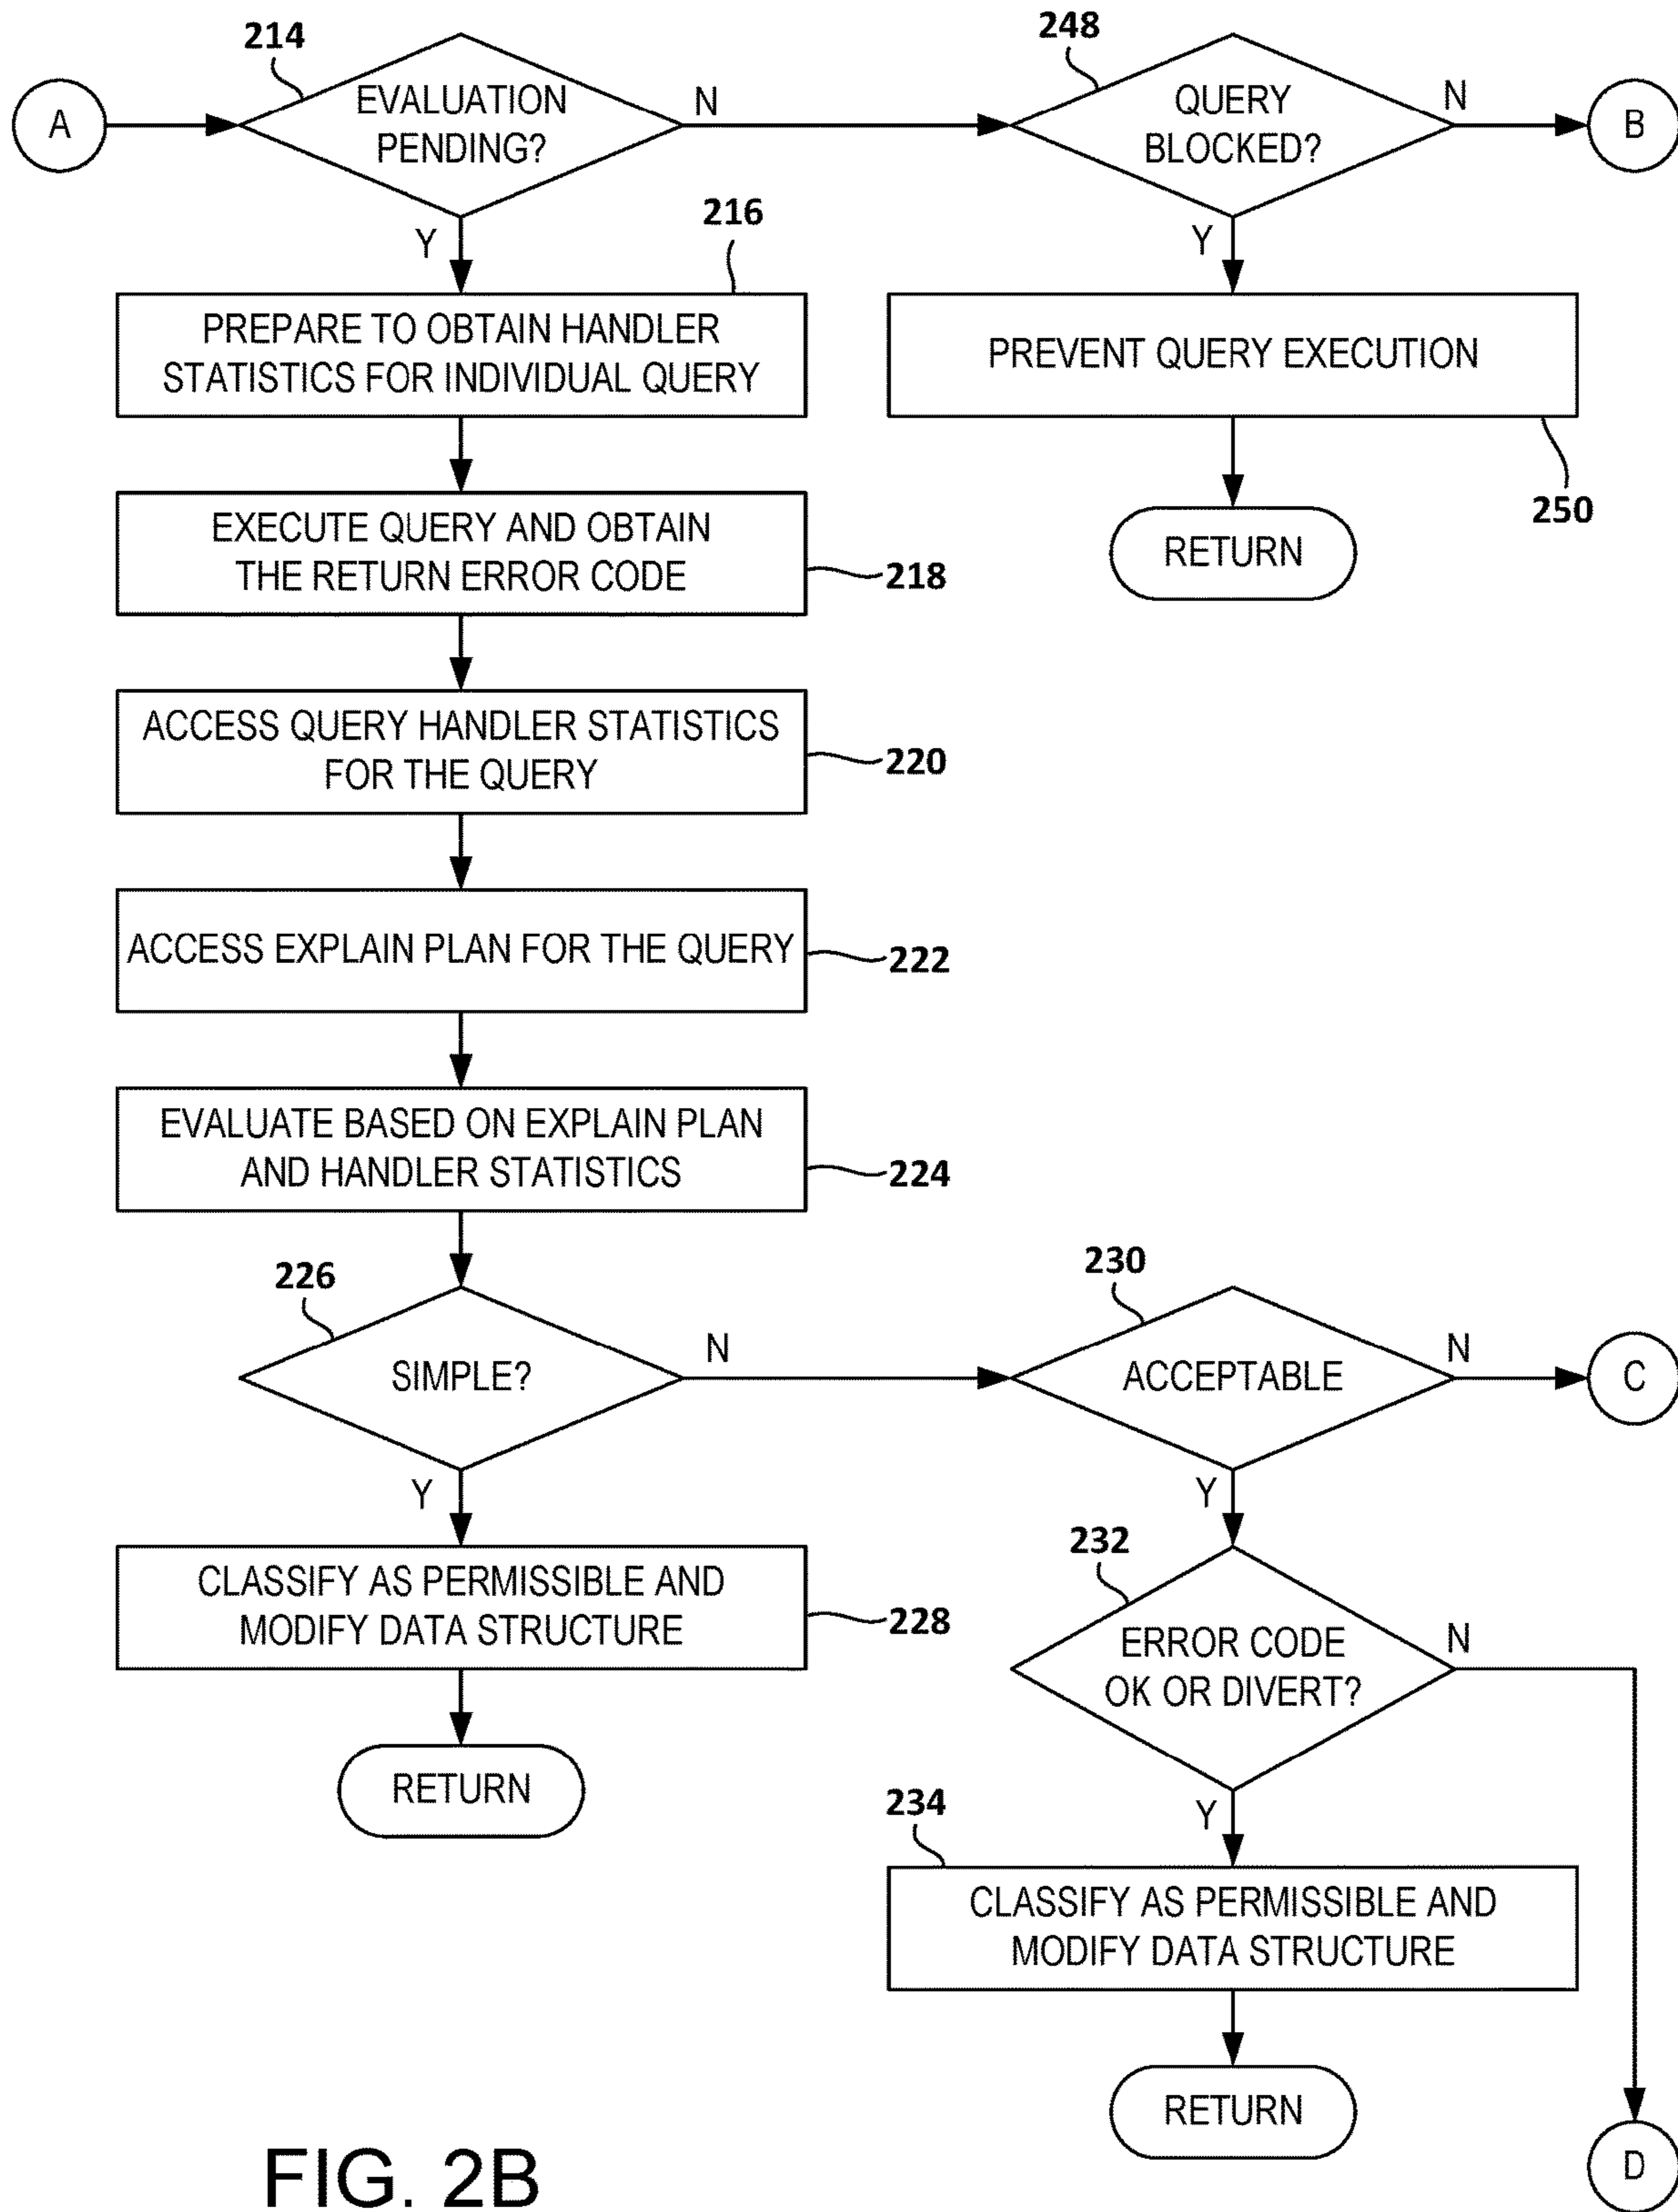 214
248
A
EVALUATION
PENDING?
N
QUERY
BLOCKED?
N
B
Y
216
Y
PREPARE TO OBTAIN HANDLER
STATISTICS FOR INDIVIDUAL QUERY
PREVENT QUERY EXECUTION
250
EXECUTE QUERY AND OBTAIN
THE RETURN ERROR CODE
218
RETURN
ACCESS QUERY HANDLER STATISTICS
FOR THE QUERY
220
ACCESS EXPLAIN PLAN FOR THE QUERY
222
EVALUATE BASED ON EXPLAIN PLAN
AND HANDLER STATISTICS
224
226
230
SIMPLE?
N
ACCEPTABLE
N
C
Y
Y
232
CLASSIFY AS PERMISSIBLE AND
MODIFY DATA STRUCTURE
228
ERROR CODE
OK OR DIVERT?
N
RETURN
234
Y
CLASSIFY AS PERMISSIBLE AND
MODIFY DATA STRUCTURE
RETURN
D
FIG. 2B